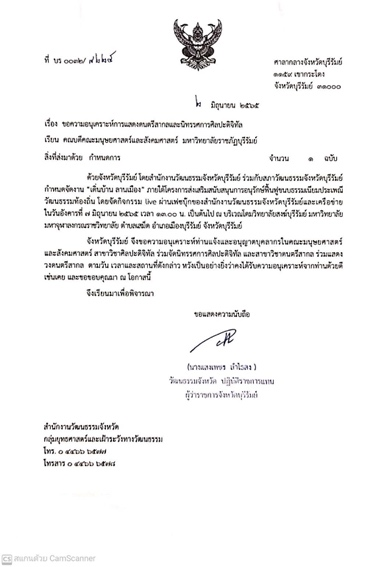 ที่ บร ๐๐๓๒/
ศาลากลางจังหวัดบุรีรัมย์
๑๑๕๙ เขากระโดง
จังหวัดบุรีรัมย์ ๓๑๐๐๐
๒ มิถุนายน ๒๕๖๕
เรื่อง ขอความอนุเคราะห์การแสดงดนตรีสากลและนิทรรศการศิลปะดิจิทัล
เรียน คณบดีคณะมนุษยศาสตร์และสังคมศาสตร์ มหาวิทยาลัยราชภัฏบุรีรัมย์
สิ่งที่ส่งมาด้วย กำหนดการ จำนวน ๑ ฉบับ
ด้วยจังหวัดบุรีรัมย์ โดยสำนักงานวัฒนธรรมจังหวัดบุรีรัมย์ ร่วมกับสภาวัฒนธรรมจังหวัดบุรีรัมย์
กำหนดจัดงาน “เดิ่นบ้าน ลานเมือง” ภายใต้โครงการส่งเสริมสนับสนุนการอนุรักษ์ฟื้นฟูขนบธรรมเนียมประเพณี
วัฒนธรรมท้องถิ่น โดยจัดกิจกรรม live ผ่านเฟซบุ๊กของสำนักงานวัฒนธรรมจังหวัดบุรีรัมย์และเครือข่าย
ในวันอังคารที่ ๗ มิถุนายน ๒๕๖๕ เวลา ๑๓.๐๐ น. เป็นต้นไป ณ บริเวณโดมวิทยาลัยสงฆ์บุรีรัมย์ มหาวิทยาลัย
มหาจุฬาลงกรณราชวิทยาลัย ตำบลเสม็ด อำเภอเมืองบุรีรัมย์ จังหวัดบุรีรัมย์
จังหวัดบุรีรัมย์ จึงขอความอนุเคราะห์ท่านแจ้งและอนุญาตบุคลากรในคณะมนุษยศาสตร์
และสังคมศาสตร์ สาขาวิชาศิลปะดิจิทัล ร่วมจัดนิทรรศการศิลปะดิจิทัล และสาขาวิชาดนตรีสากล ร่วมแสดง
วงดนตรีสากล ตามวัน เวลาและสถานที่ดังกล่าว หวังเป็นอย่างยิ่งว่าคงได้รับความอนุเคราะห์จากท่านด้วยดี
เช่นเคย และขอขอบคุณมา ณ โอกาสนี้
จึงเรียนมาเพื่อพิจารณา
ขอแสดงความนับถือ
วัฒนธรรมจังหวัด ปฏิบัติราชการแทน
ผู้ว่าราชการจังหวัดบุรีรัมย์
สำนักงานวัฒนธรรมจังหวัด
กลุ่มยุทธศาสตร์และเฝ้าระวังทางวัฒนธรรม
โทร. ๐ ๔๔๖๖ ๖๕๗๗
โทรสาร ๐ ๔๔๖๖ ๖๕๗๘
CS สแกนด้วย CamScanner